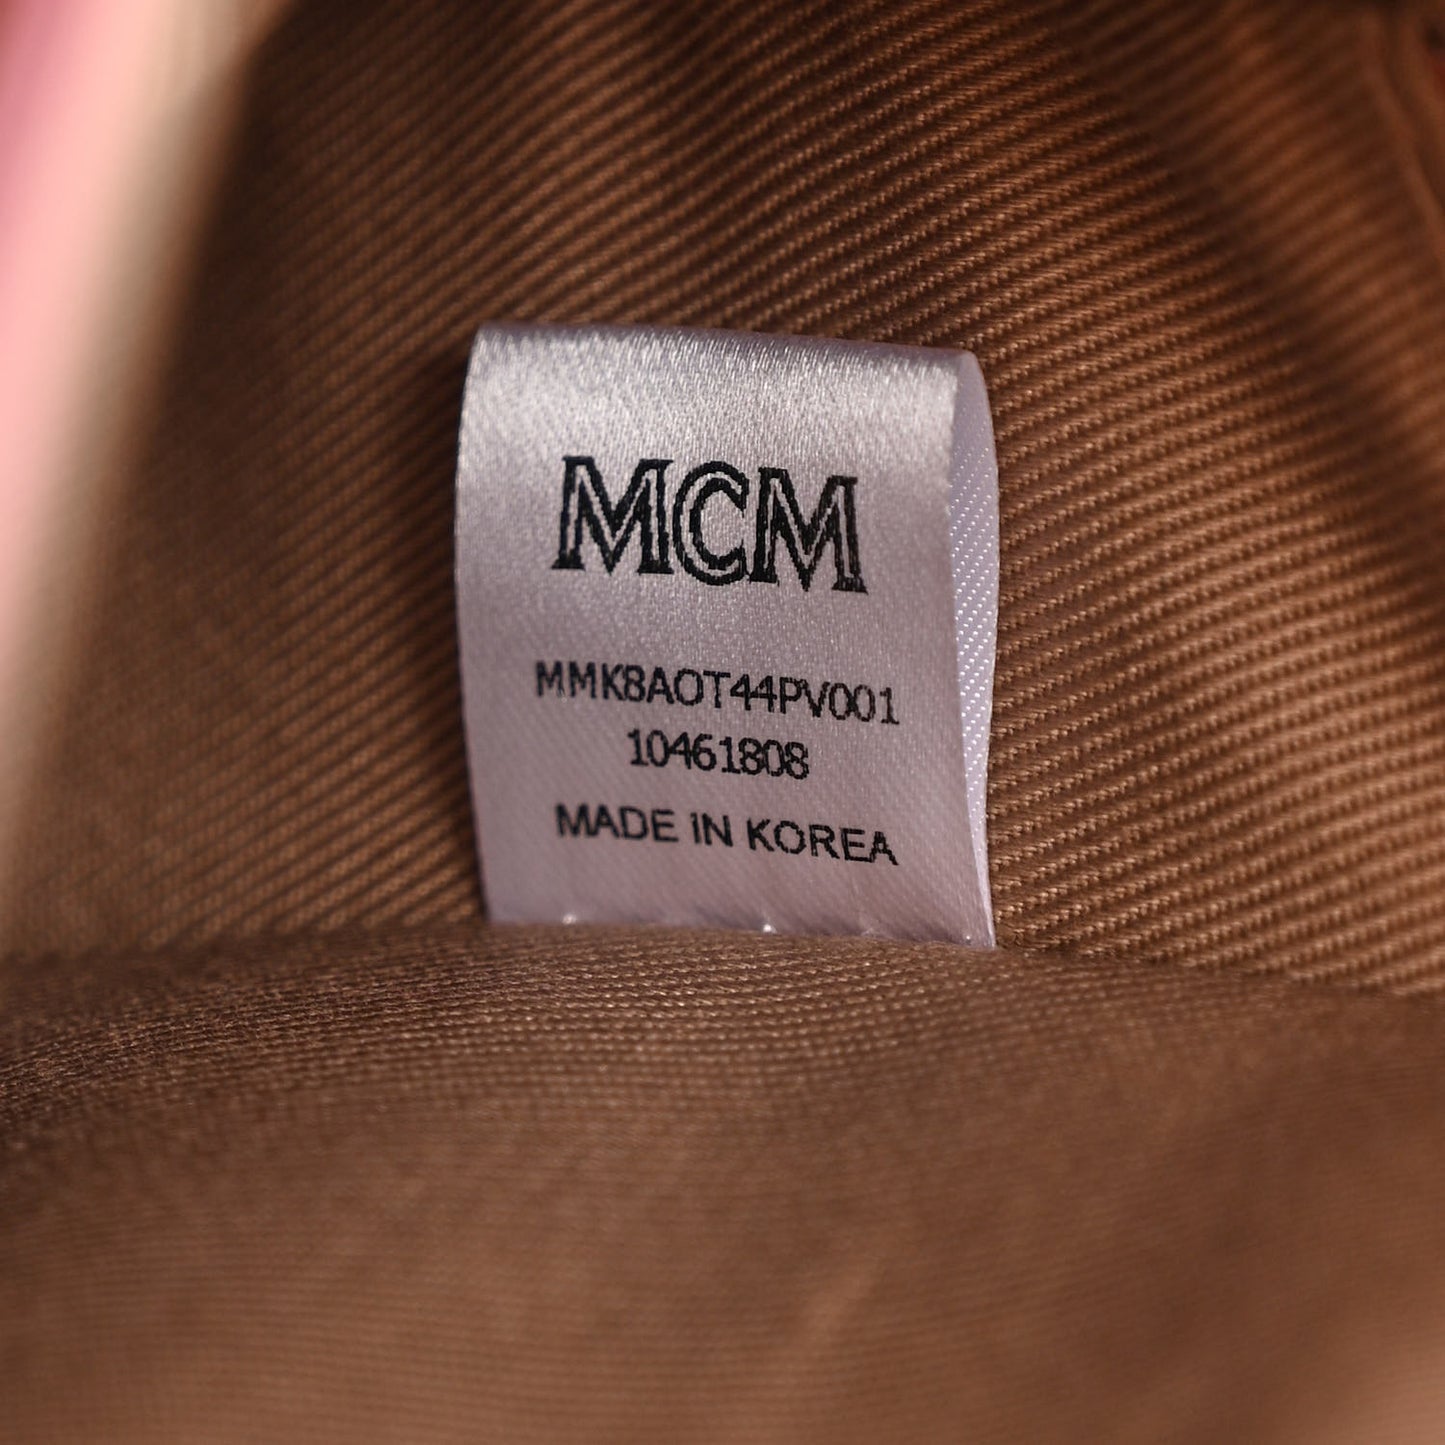 MCM
MMK8AOT44PV001
10461808
MADE IN KOREA